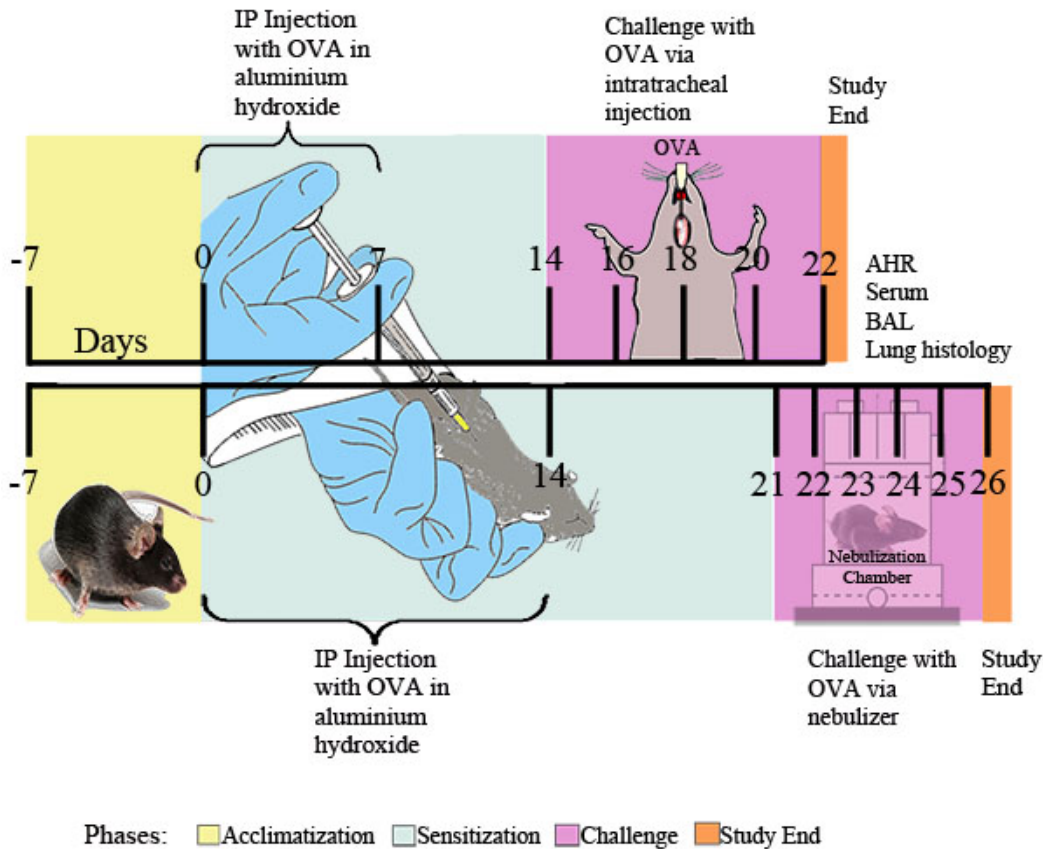 IP Injection
with OVA in
aluminium
hydroxide
Challenge with
OVA via
intratracheal
injection
Study
End
OVA
-7 0 7 14 16 18 20 22
Days
AHR
Serum
BAL
Lung histology
-7 0 14 21 22 23 24 25 26
Nebulization
Chamber
IP Injection
with OVA in
aluminium
hydroxide
Challenge with
OVA via
nebulizer
Study
End
Phases: Acclimatization Sensitization Challenge Study End